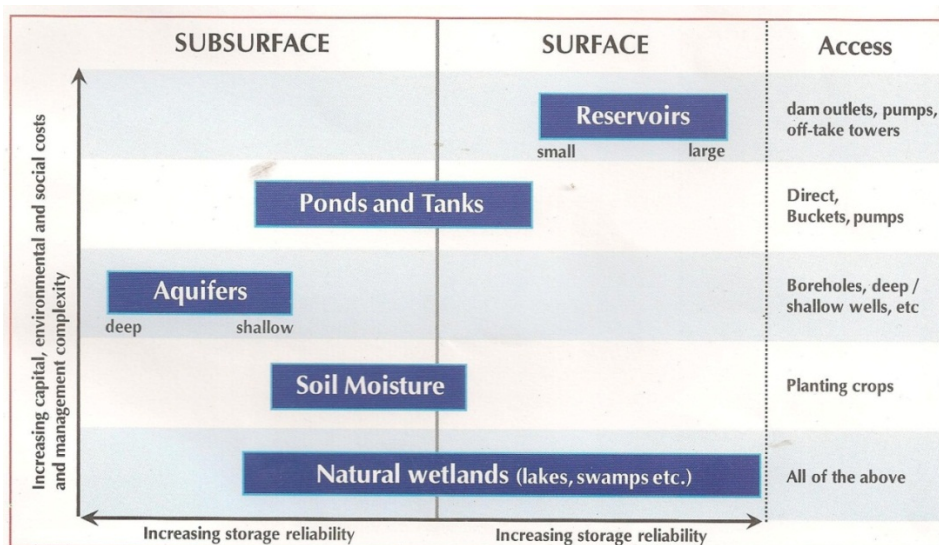 SUBSURFACE
SURFACE
Access
Increasing capital, environmental and social costs
and management complexity
Reservoirs
small
large
dam outlets, pumps,
off-take towers
Ponds and Tanks
Direct,
Buckets, pumps
Aquifers
deep
shallow
Boreholes, deep /
shallow wells, etc
Soil Moisture
Planting crops
Natural wetlands (lakes, swamps etc.)
All of the above
Increasing storage reliability
Increasing storage reliability